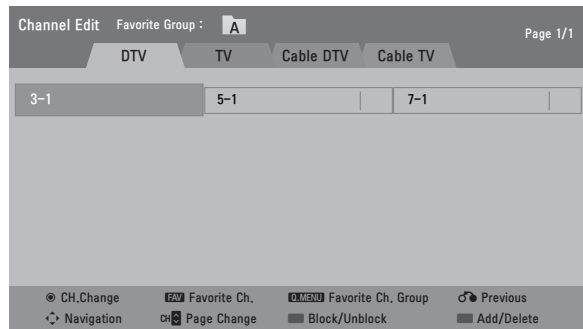 Channel Edit Favorite Group : A
Page 1/1
DTV TV Cable DTV Cable TV
3-1 5-1 7-1
CH.Change FAV Favorite Ch. Q.MENU Favorite Ch. Group Previous
Navigation CH Page Change Block/Unblock Add/Delete